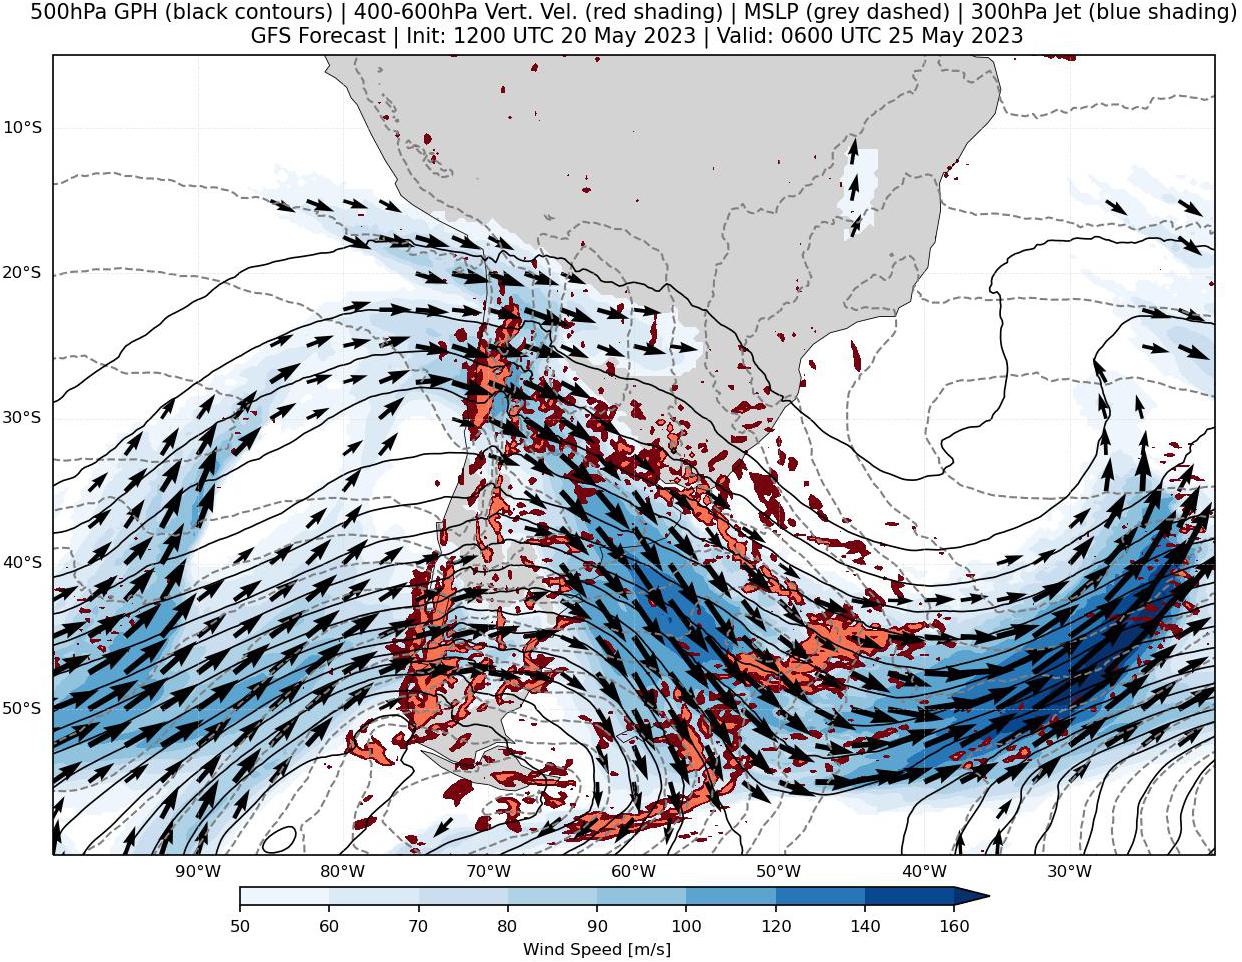 500hPa GPH (black contours) | 400-600hPa Vert. Vel. (red shading) | MSLP (grey dashed) | 300hPa Jet (blue shading)
GFS Forecast | Init: 1200 UTC 20 May 2023 | Valid: 0600 UTC 25 May 2023
10°S
20°S
30°S
40°S
50°S
90°W 80°W 70°W 60°W 50°W 40°W 30°W
50 60 70 80 90 100 120 140 160
Wind Speed [m/s]